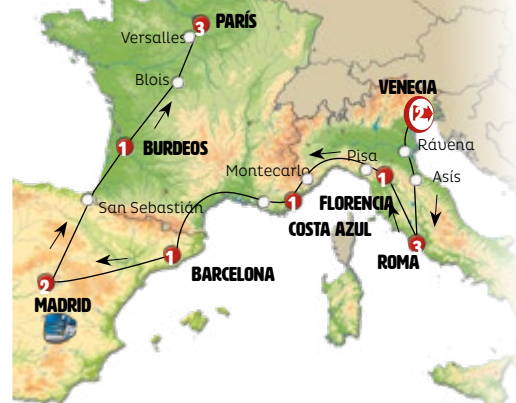 3 PARÍS
Versalles
Blois
VENECIA
2
1 BURDEOS
Rávena
Pisa
Montecarlo
Asís
San Sebastián
1
FLORENCIA
1
COSTA AZUL
3
ROMA
1
BARCELONA
2
MADRID